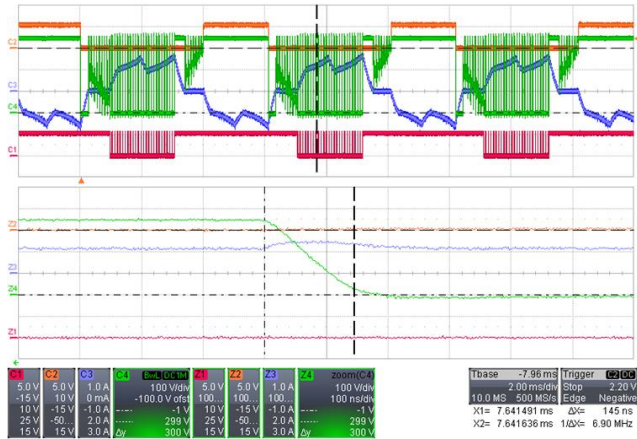 C2
C3
C4
C1
Z2
Z3
Z4
Z1
C1 C2 C3 C4 BwL DC1M Z1 Z2 Z3 Z4 zoom(C4)
5.0 V 5.0 V 1.0 A 100 V/div 5.0 V 5.0 V 1.0 A 100 V/div
-15 V 10 V 0 mA -100.0 V ofst 100... 100... 100... 100 ns/div
10 V -15 V -1.0 A -1 V 10 V -15 V -1.0 A -1 V
25 V -50 V 2.0 A 299 V 25 V -641... 2.0 A 299 V
15 V 15 V 3.0 A Δy 300 V 15 V 15 V 3.0 A Δy 300 V
Tbase -7.96 ms Trigger C2 DC
2.00 ms/div Stop 2.20 V
10.0 MS 500 MS/s Edge Negative
X1= 7.641491 ms ΔX= 145 ns
X2= 7.641636 ms 1/ΔX= 6.90 MHz